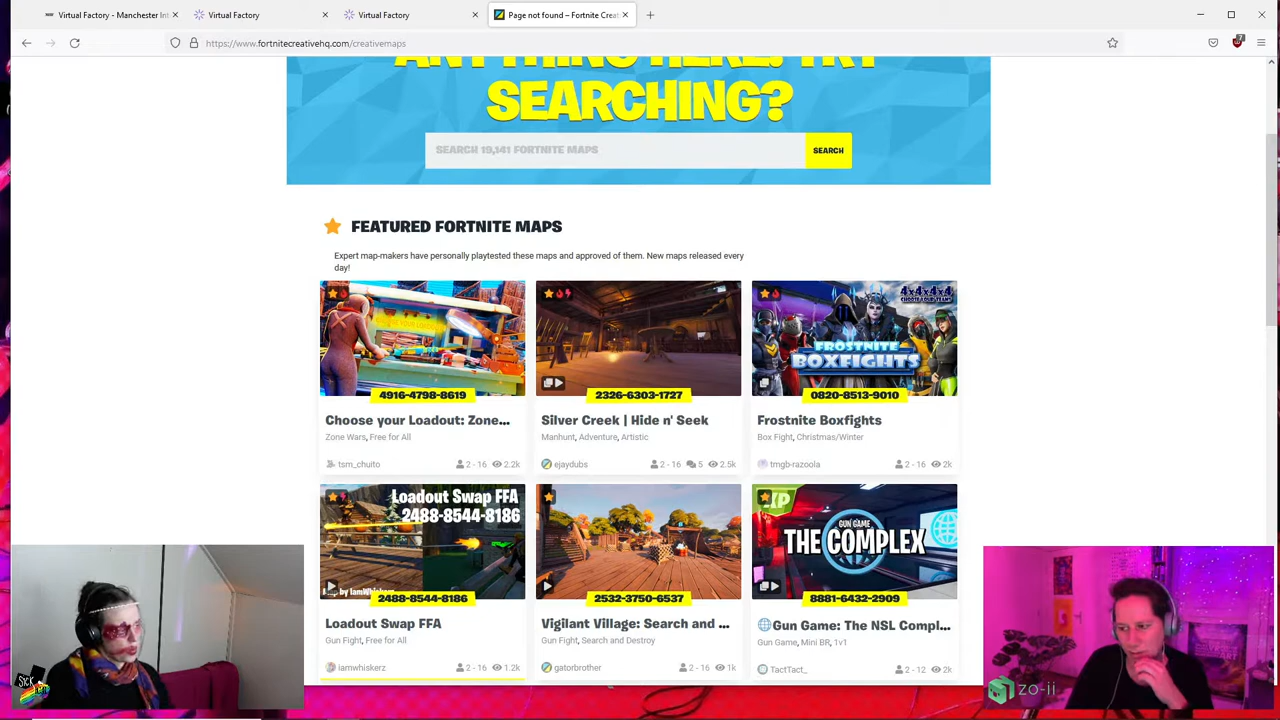 Virtual Factory - Manchester Int
Virtual Factory
Virtual Factory
Page not found – Fortnite Creat
https://www.fortnitecreativehq.com/creativemaps
7
ANYTHING HERE. TRY
SEARCHING?
SEARCH 19,141 FORTNITE MAPS
SEARCH
FEATURED FORTNITE MAPS
Expert map-makers have personally playtested these maps and approved of them. New maps released every
day!
4X4X4X4
CHOOSE YOUR TEAMS
FROSTNITE
BOXFIGHTS
4916-4798-8619
2326-6303-1727
0820-8513-9010
Choose your Loadout: Zone...
Silver Creek | Hide n' Seek
Frostnite Boxfights
Zone Wars, Free for All
Manhunt, Adventure, Artistic
Box Fight, Christmas/Winter
tsm_chuito
2 - 16
2.2k
ejaydubs
2 - 16
5
2.5k
tmgb-razoola
2 - 16
2k
Loadout Swap FFA
2488-8544-8186
XP
GUN GAME
THE COMPLEX
2488-8544-8186
2532-3750-6537
8881-6432-2909
Loadout Swap FFA
Vigilant Village: Search and ...
Gun Game: The NSL Compl...
Gun Fight, Free for All
Gun Fight, Search and Destroy
Gun Game, Mini BR, 1v1
iamwhiskerz
2 - 16
1.2k
gatorbrother
2 - 16
1k
TactTact_
2 - 12
2k
zo-ii